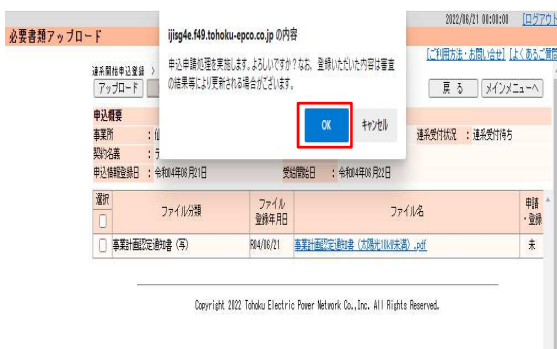 2022/06/21 00:00:00 [ログアウト
必要書類アップロード
ijisg4e.f49.tohoku-epco.co.jp の内容
申込申請処理を実施します。よろしいですか？なお、登録いただいた内容は審査
の結果等により更新される場合がございます。
OK キャンセル
[ご利用方法・お問い合せ] [よくあるご質問
連系開始申込登録 >
アップロード
戻 る メインメニューへ
申込概要
事業所 : 仙
連系受付状況 : 連系受付待ち
契約名義 : テ
申込情報登録日 : 令和04年06月21日 受給開始日 : 令和04年06月22日
選択 ファイル分類 ファイル登録年月日 ファイル名 申請・登録
事業計画認定通知書（写） R04/06/21 事業計画認定通知書（太陽光10kW未満）.pdf 未
Copyright 2022 Tohoku Electric Power Network Co.,Inc. All Rights Reserved.